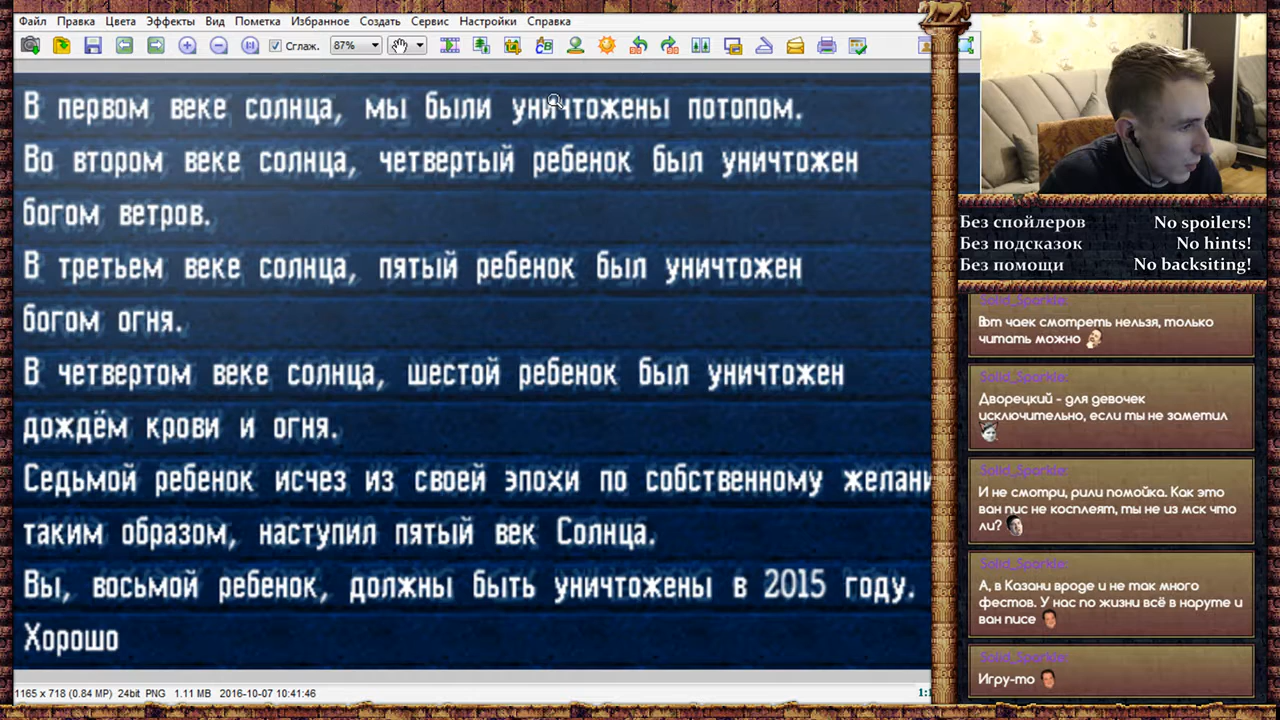 Файл Правка Цвета Эффекты Вид Пометка Избранное Создать Сервис Настройки Справка
Сглаж. 87%
В первом веке солнца, мы были уничтожены потопом.
Во втором веке солнца, четвертый ребенок был уничтожен
богом ветров.
В третьем веке солнца, пятый ребенок был уничтожен
богом огня.
В четвертом веке солнца, шестой ребенок был уничтожен
дождём крови и огня.
Седьмой ребенок исчез из своей эпохи по собственному
таким образом, наступил пятый век Солнца.
Вы, восьмой ребенок, должны быть уничтожены в 2015 году.
Хорошо
1165 x 718 (0.84 MP) 24bit PNG 1.11 MB 2016-10-07 10:41:46
Без спойлеров No spoilers!
Без подсказок No hints!
Без помощи No backsiting!
Solid_Sparkle:
Вот чаек смотреть нельзя, только
читать можно
Solid_Sparkle:
Дворецкий - для девочек
исключительно, если ты не заметил
Solid_Sparkle:
И не смотри, рили помойка. Как это
ван пис не косплеят, ты не из мск что
ли?
Solid_Sparkle:
А, в Казани вроде и не так много
фестов. У нас по жизни всё в наруте и
ван писе
Solid_Sparkle:
Игру-то